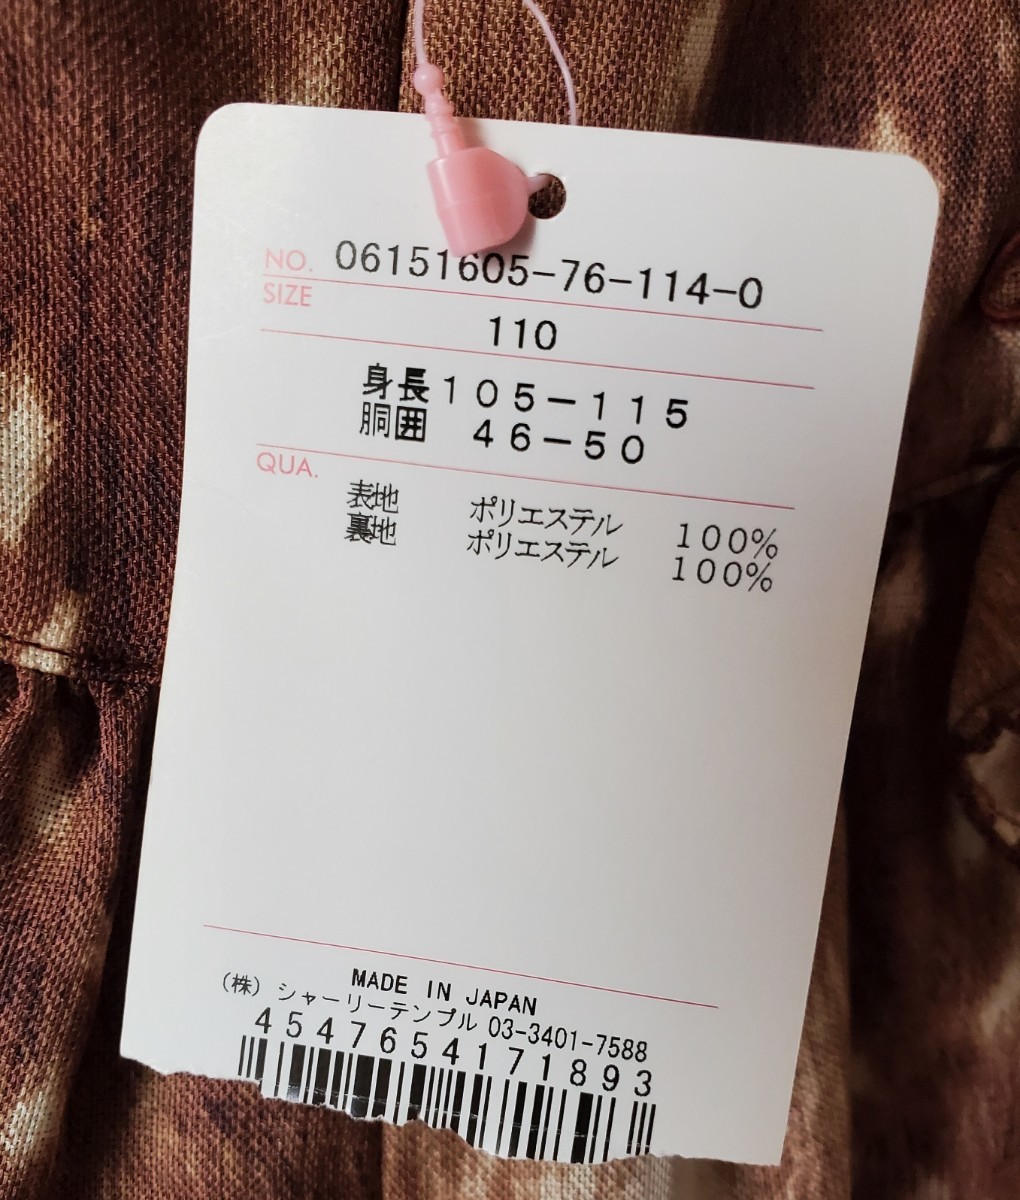 NO. 06151605-76-114-0
SIZE
110
身長105-115
胴囲 46-50
QUA.
表地 ポリエステル 100%
裏地 ポリエステル 100%
MADE IN JAPAN
(株) シャーリーテンプル 03-3401-7588
4547654171893